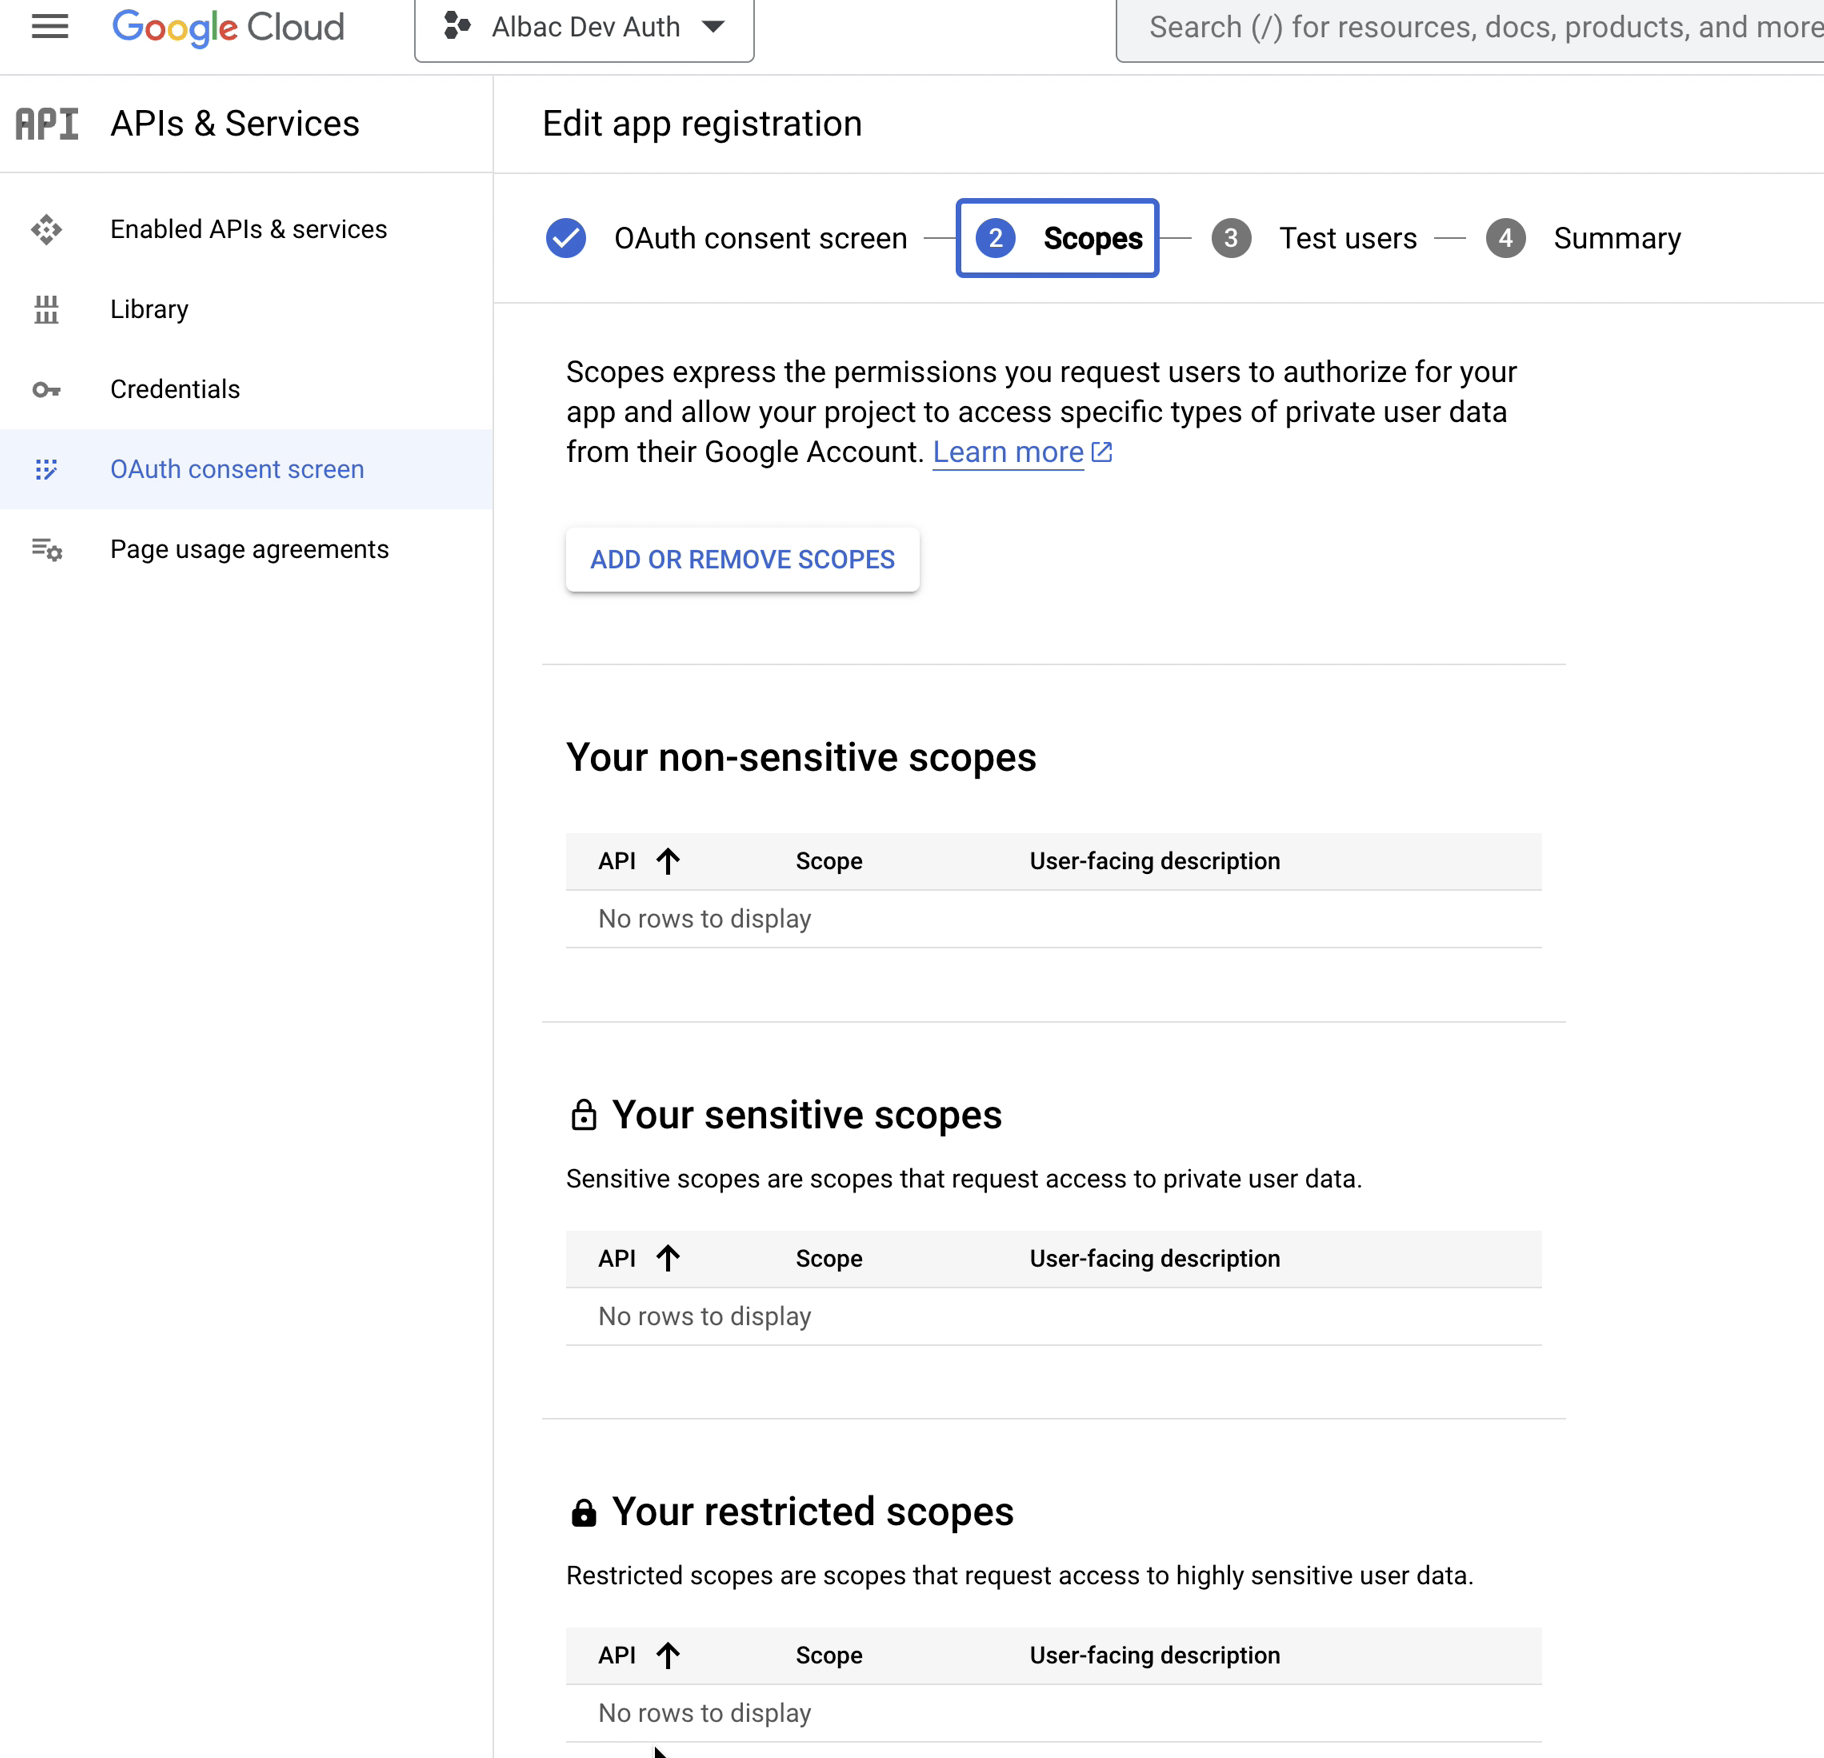 Google Cloud
Albac Dev Auth
Search (/) for resources, docs, products, and more
API APIs & Services
Edit app registration
Enabled APIs & services
Library
Credentials
OAuth consent screen
Page usage agreements
OAuth consent screen
2 Scopes
3 Test users
4 Summary
Scopes express the permissions you request users to authorize for your
app and allow your project to access specific types of private user data
from their Google Account. Learn more
ADD OR REMOVE SCOPES
Your non-sensitive scopes
API Scope User-facing description
No rows to display
Your sensitive scopes
Sensitive scopes are scopes that request access to private user data.
API Scope User-facing description
No rows to display
Your restricted scopes
Restricted scopes are scopes that request access to highly sensitive user data.
API Scope User-facing description
No rows to display